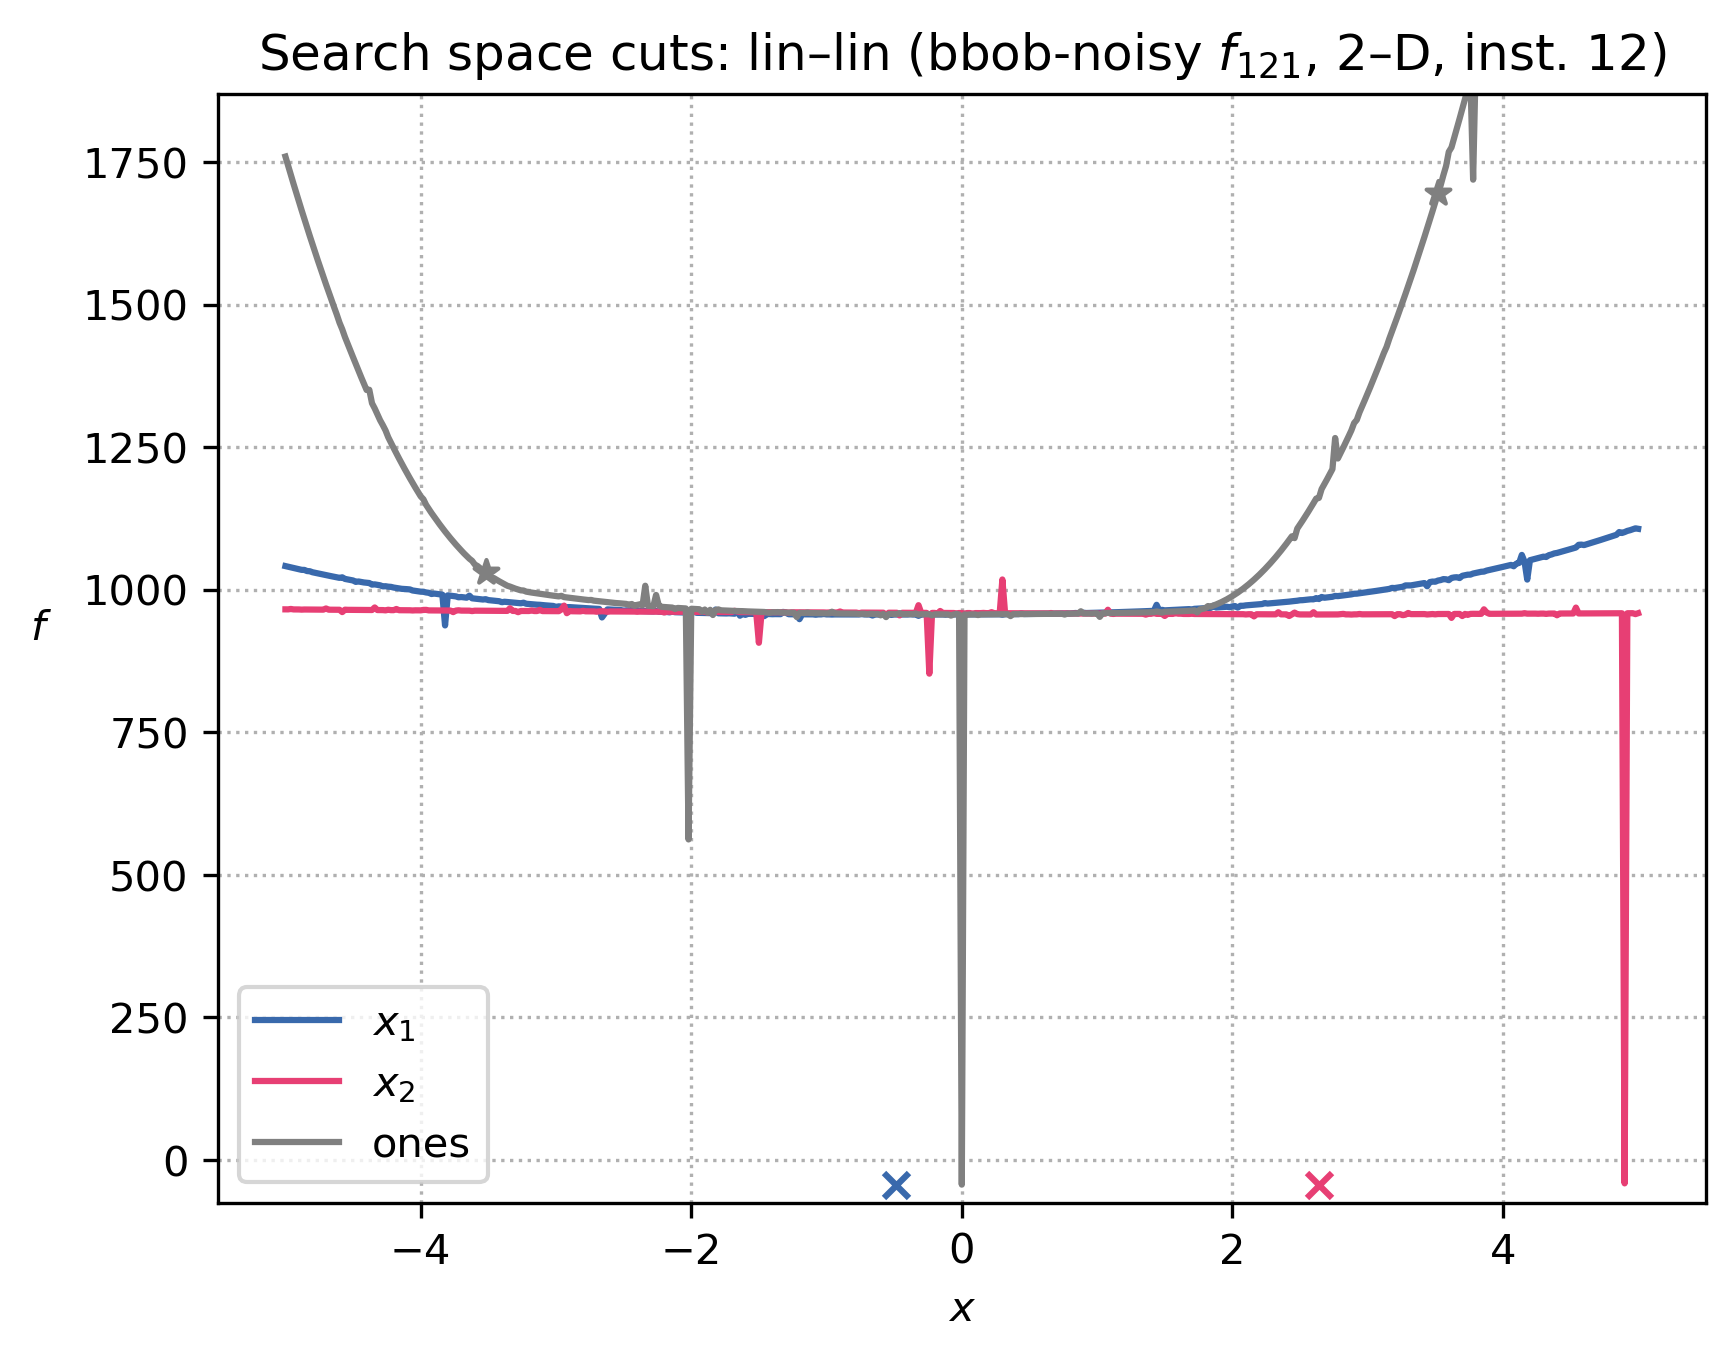 Search space cuts: lin–lin (bbob-noisy f₁₂₁, 2–D, inst. 12)
1750
1500
1250
1000
f
750
500
250
0
x₁
x₂
ones
−4 −2 0 2 4
x